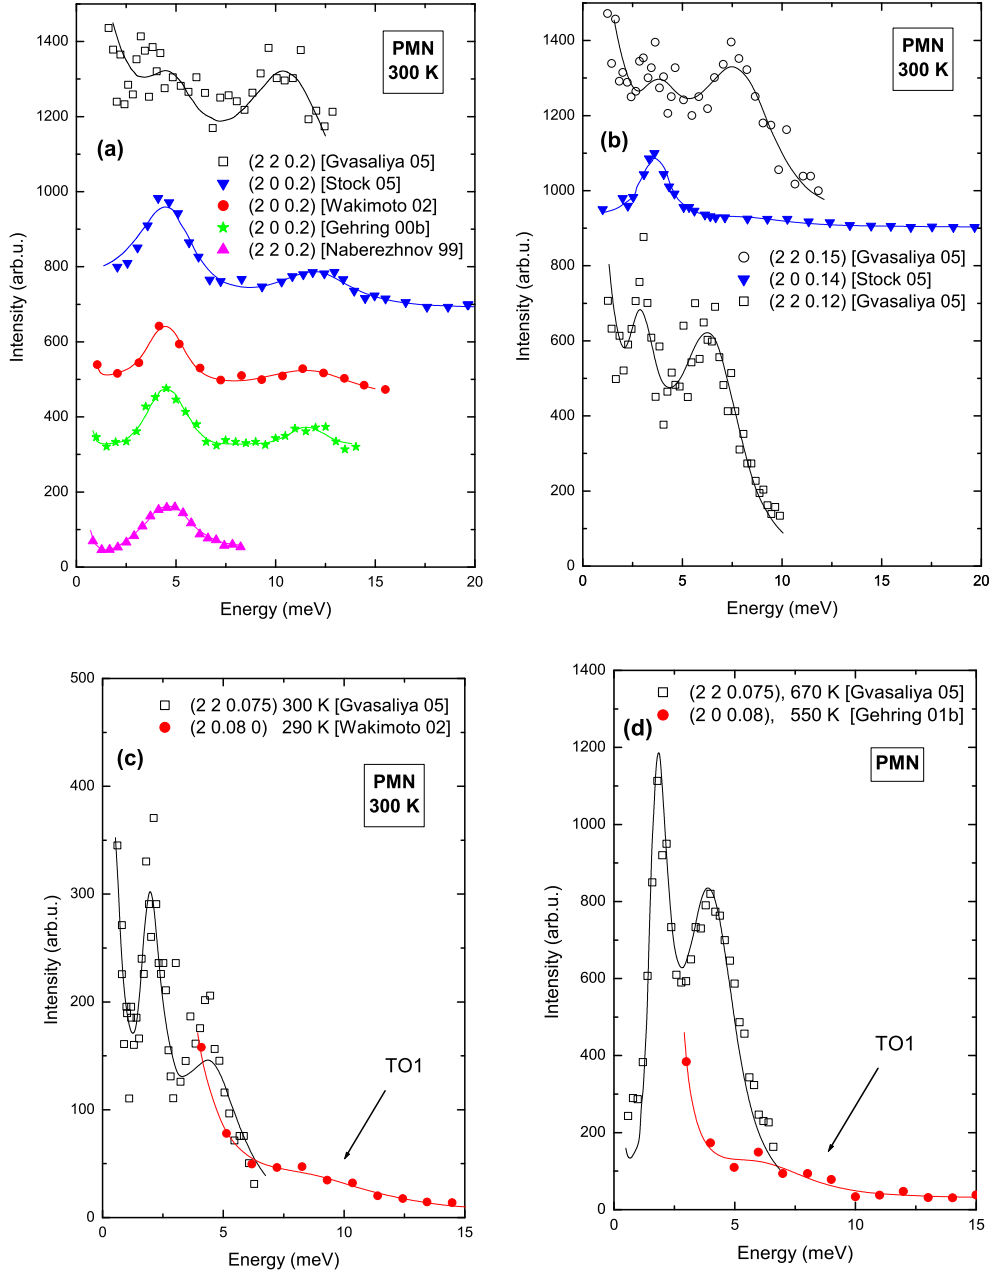 PMN
300 K
(a)
(2 2 0.2) [Gvasaliya 05]
(2 0 0.2) [Stock 05]
(2 0 0.2) [Wakimoto 02]
(2 0 0.2) [Gehring 00b]
(2 2 0.2) [Naberezhnov 99]
Intensity (arb.u.)
1400
1200
1000
800
600
400
200
0
0 5 10 15 20
Energy (meV)
PMN
300 K
(b)
(2 2 0.15) [Gvasaliya 05]
(2 0 0.14) [Stock 05]
(2 2 0.12) [Gvasaliya 05]
Intensity (arb.u.)
1400
1200
1000
800
600
400
200
0
0 5 10 15 20
Energy (meV)
(2 2 0.075) 300 K [Gvasaliya 05]
(2 0.08 0) 290 K [Wakimoto 02]
(c)
PMN
300 K
TO1
Intensity (arb.u.)
500
400
300
200
100
0
0 5 10 15
Energy (meV)
(2 2 0.075), 670 K [Gvasaliya 05]
(2 0 0.08), 550 K [Gehring 01b]
(d)
PMN
TO1
Intensity (arb.u.)
1400
1200
1000
800
600
400
200
0
0 5 10 15
Energy (meV)